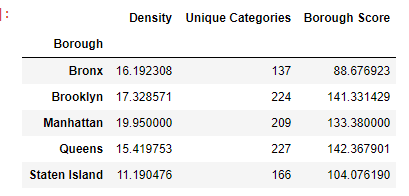 ]:
Density Unique Categories Borough Score
Borough
Bronx 16.192308 137 88.676923
Brooklyn 17.328571 224 141.331429
Manhattan 19.950000 209 133.380000
Queens 15.419753 227 142.367901
Staten Island 11.190476 166 104.076190